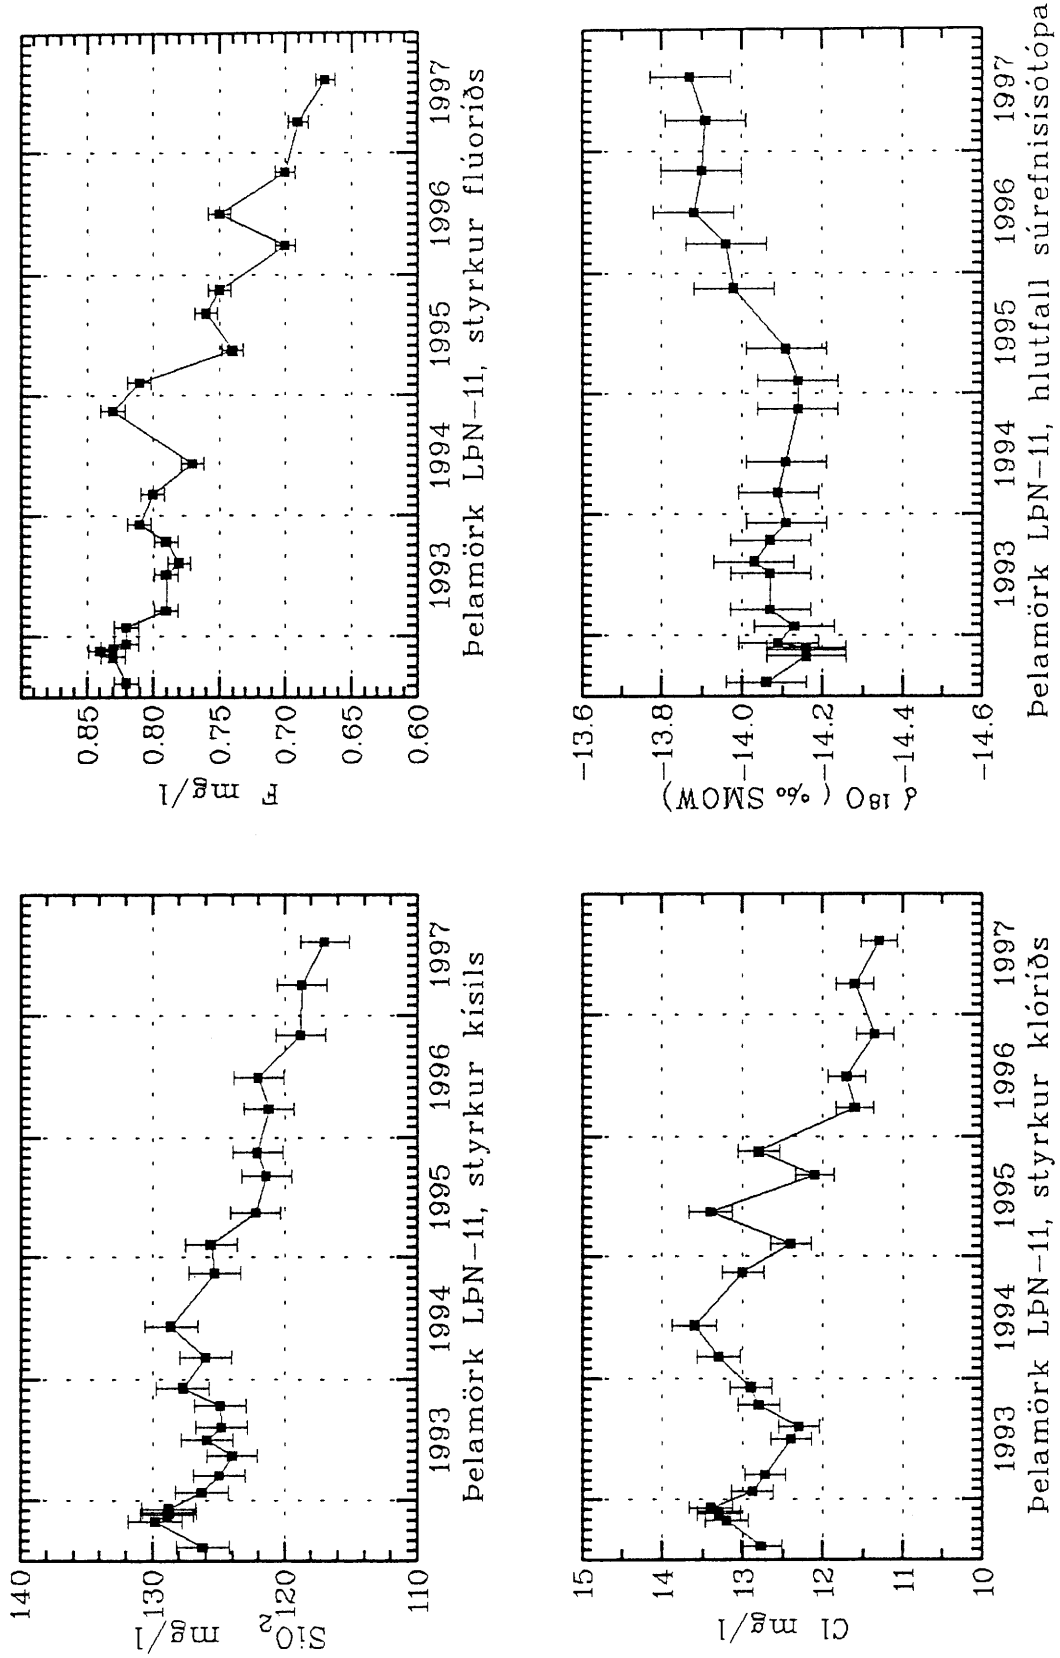 140
130
120
110
SiO₂
mg/l
1993 1994 1995 1996 1997
Þelamörk LÞN-11, styrkur kísils
0.85
0.80
0.75
0.70
0.60
F mg/l
1993 1994 1995 1996 1997
Þelamörk LÞN-11, styrkur flúoríðs
15
14
13
12
11
10
Cl mg/l
1993 1994 1995 1996 1997
Þelamörk LÞN-11, styrkur klóríðs
-13.6
-13.8
-14.0
-14.2
-14.4
-14.6
δ ¹⁸O (‰ SMOW)
1993 1994 1995 1996 1997
Þelamörk LÞN-11, hlutfall súrefnisísótópa